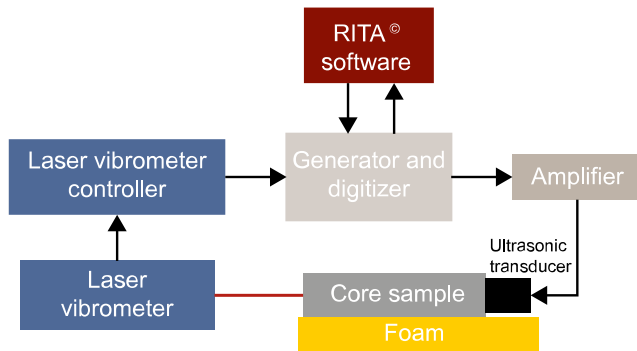 RITA ©
software
Laser vibrometer
controller
Generator and
digitizer
Amplifier
Ultrasonic
transducer
Laser
vibrometer
Core sample
Foam